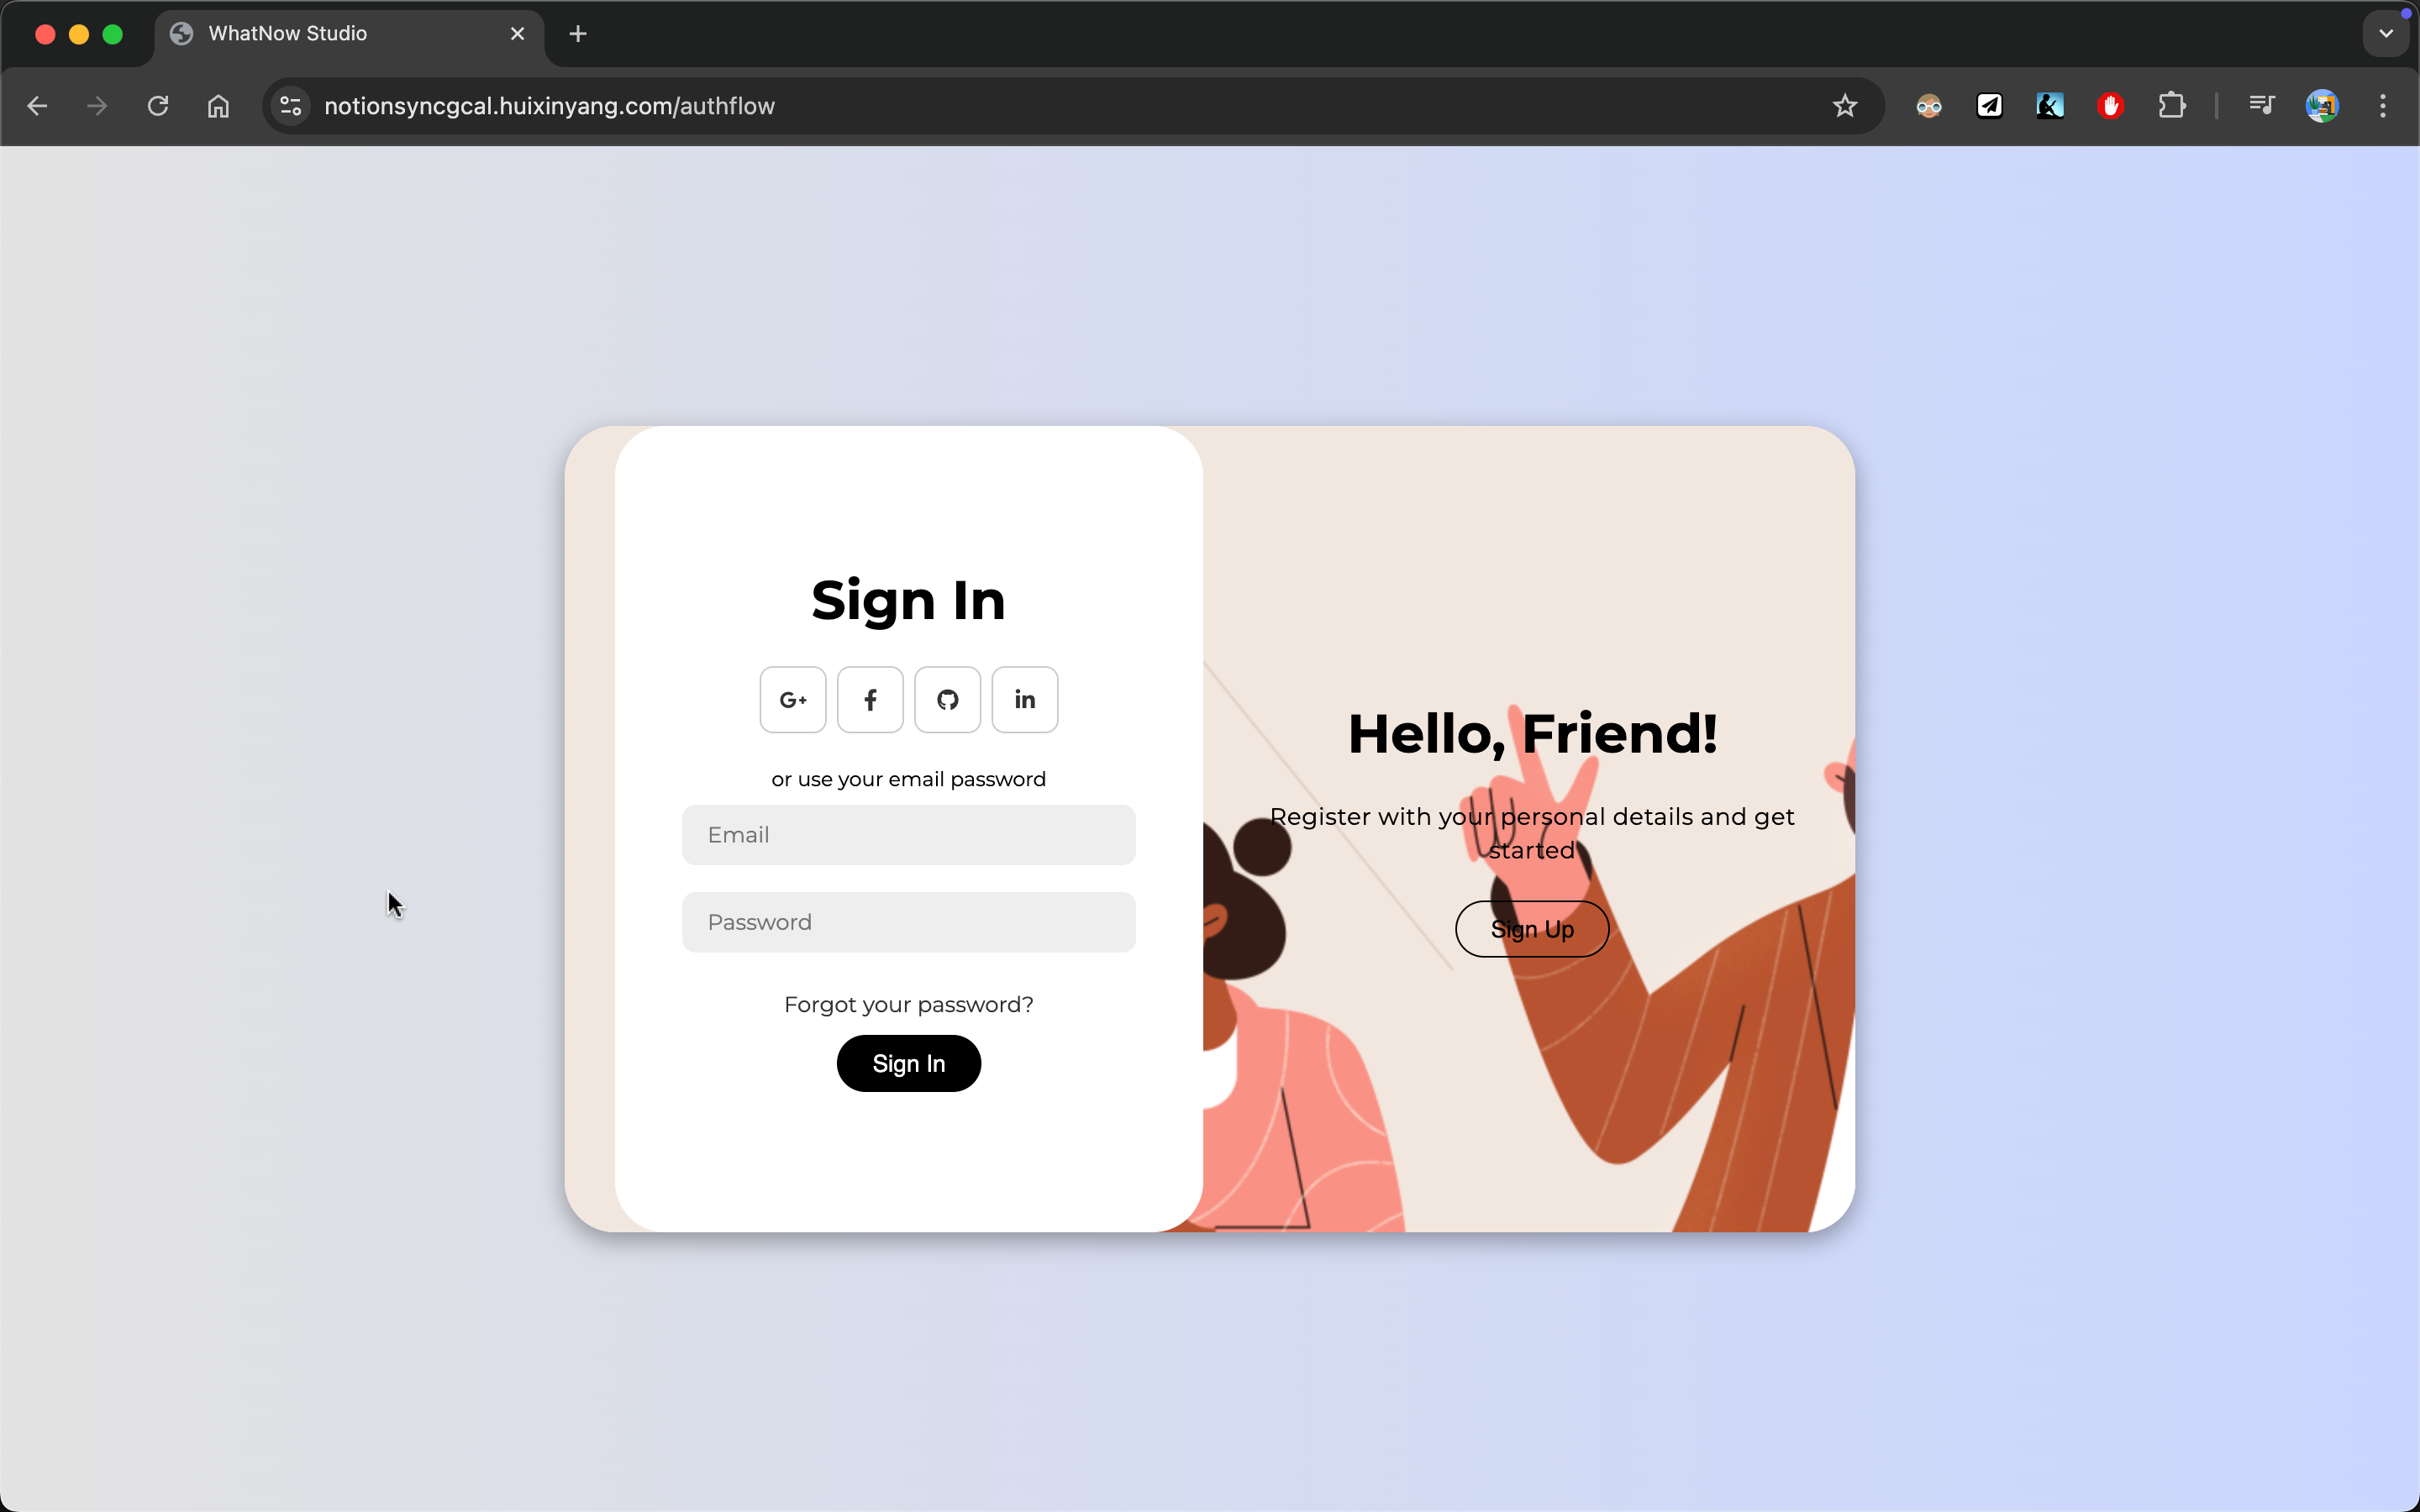 WhatNow Studio
notionsyncgcal.huixinyang.com/authflow
Sign In
G+
f
in
or use your email password
Email
Password
Forgot your password?
Sign In
Hello, Friend!
Register with your personal details and get
started
Sign Up